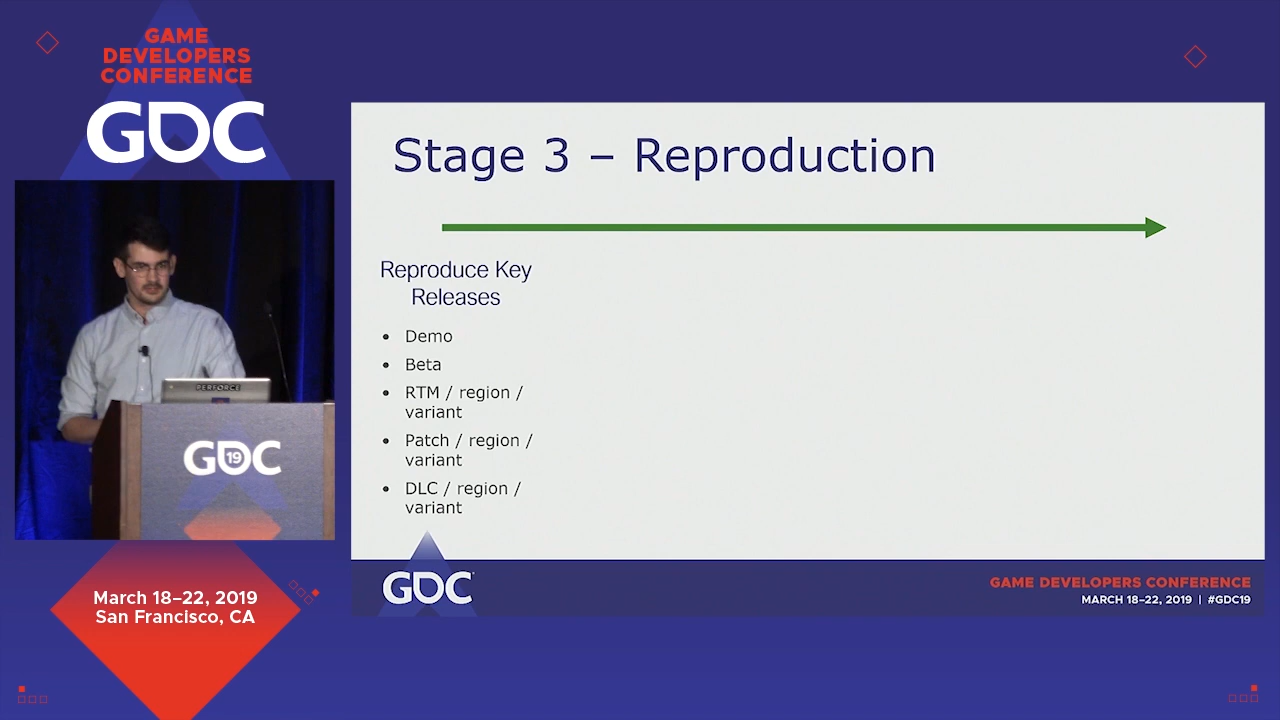 GAME
DEVELOPERS
CONFERENCE
GDC
PERFORCE
GDC
19
March 18–22, 2019
San Francisco, CA
Stage 3 – Reproduction
Reproduce Key
Releases
• Demo
• Beta
• RTM / region /
variant
• Patch / region /
variant
• DLC / region /
variant
GDC
GAME DEVELOPERS CONFERENCE
MARCH 18–22, 2019 | #GDC19